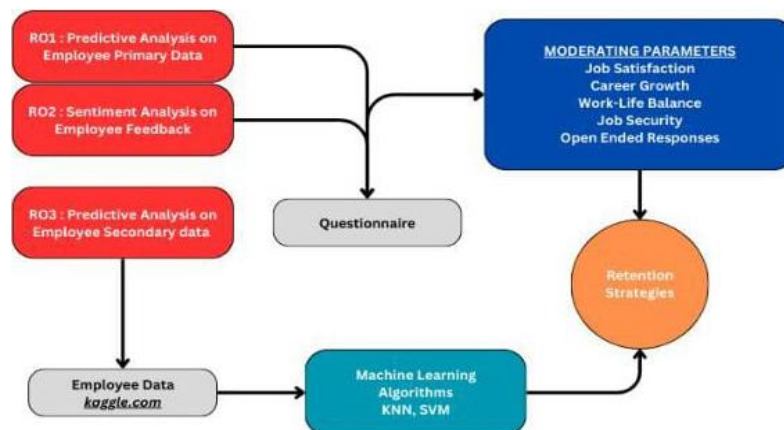 RO1 : Predictive Analysis on
Employee Primary Data
RO2: Sentiment Analysis on
Employee Feedback
RO3 : Predictive Analysis on
Employee Secondary data
MODERATING PARAMETERS
Job Satisfaction
Career Growth
Work-Life Balance
Job Security
Open Ended Responses
Questionnaire
Retention
Strategies
Employee Data
kaggle.com
Machine Learning
Algorithms
KNN, SVM